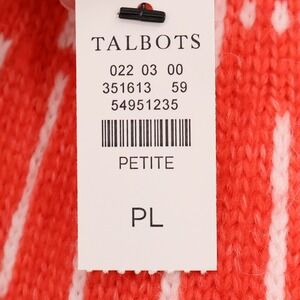 TALBOTS
022 03 00
351613 59
54951235
PETITE
PL